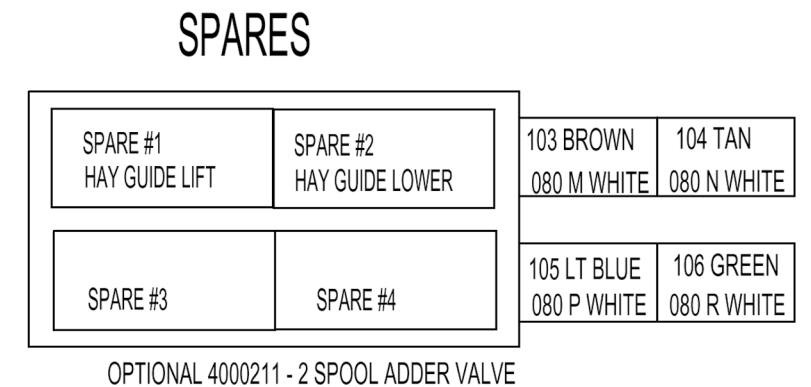 SPARES
SPARE #1
HAY GUIDE LIFT
SPARE #2
HAY GUIDE LOWER
103 BROWN
080 M WHITE
104 TAN
080 N WHITE
SPARE #3
SPARE #4
105 LT BLUE
080 P WHITE
106 GREEN
080 R WHITE
OPTIONAL 4000211 - 2 SPOOL ADDER VALVE